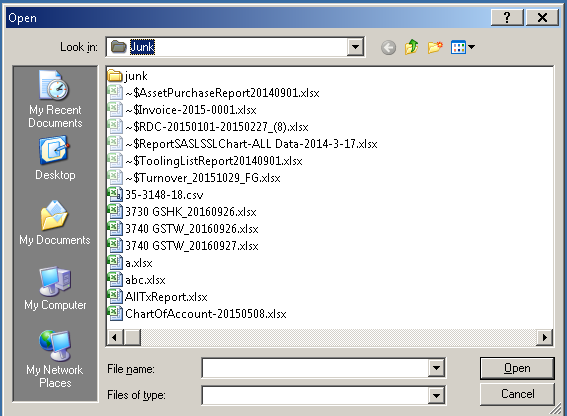 Open
Look in:
Junk
My Recent
Documents
Desktop
My Documents
My Computer
My Network
Places
junk
~$AssetPurchaseReport20140901.xlsx
~$Invoice-2015-0001.xlsx
~$RDC-20150101-20150227_(8).xlsx
~$ReportSASLSSLChart-ALL Data-2014-3-17.xlsx
~$ToolingListReport20140901.xlsx
~$Turnover_20151029_FG.xlsx
35-3148-18.csv
3730 GSHK_20160926.xlsx
3740 GSTW_20160926.xlsx
3740 GSTW_20160927.xlsx
a.xlsx
abc.xlsx
AllTxReport.xlsx
ChartOfAccount-20150508.xlsx
File name:
Open
Files of type:
Cancel